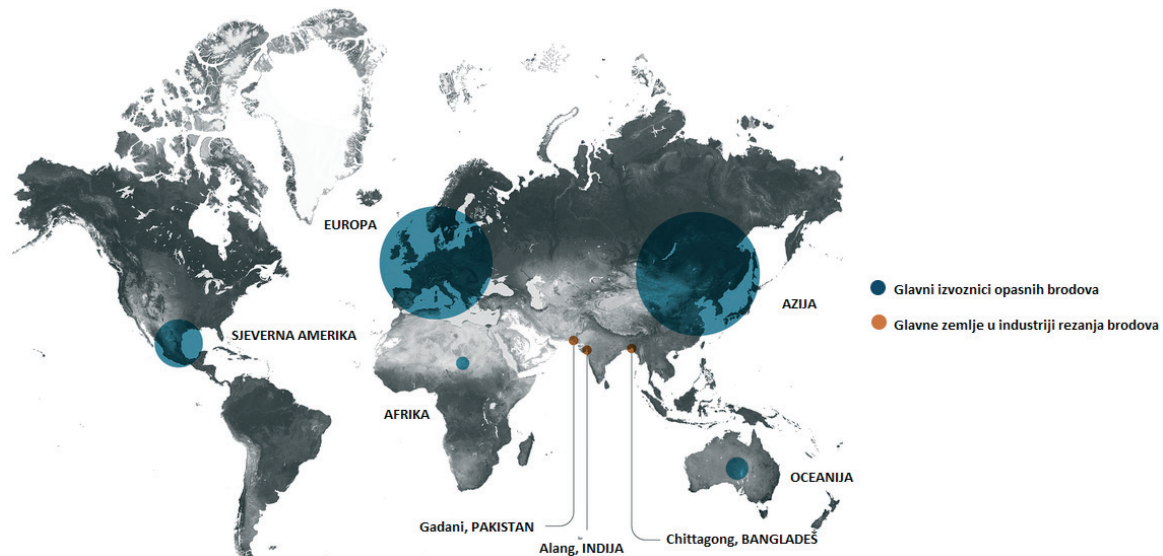 EUROPA
SJEVERNA AMERIKA
AZIJA
Glavni izvoznici opasnih brodova
Glavne zemlje u industriji rezanja brodova
AFRIKA
OCEANIJA
Gadani, PAKISTAN
Alang, INDIJA
Chittagong, BANGLADEŠ